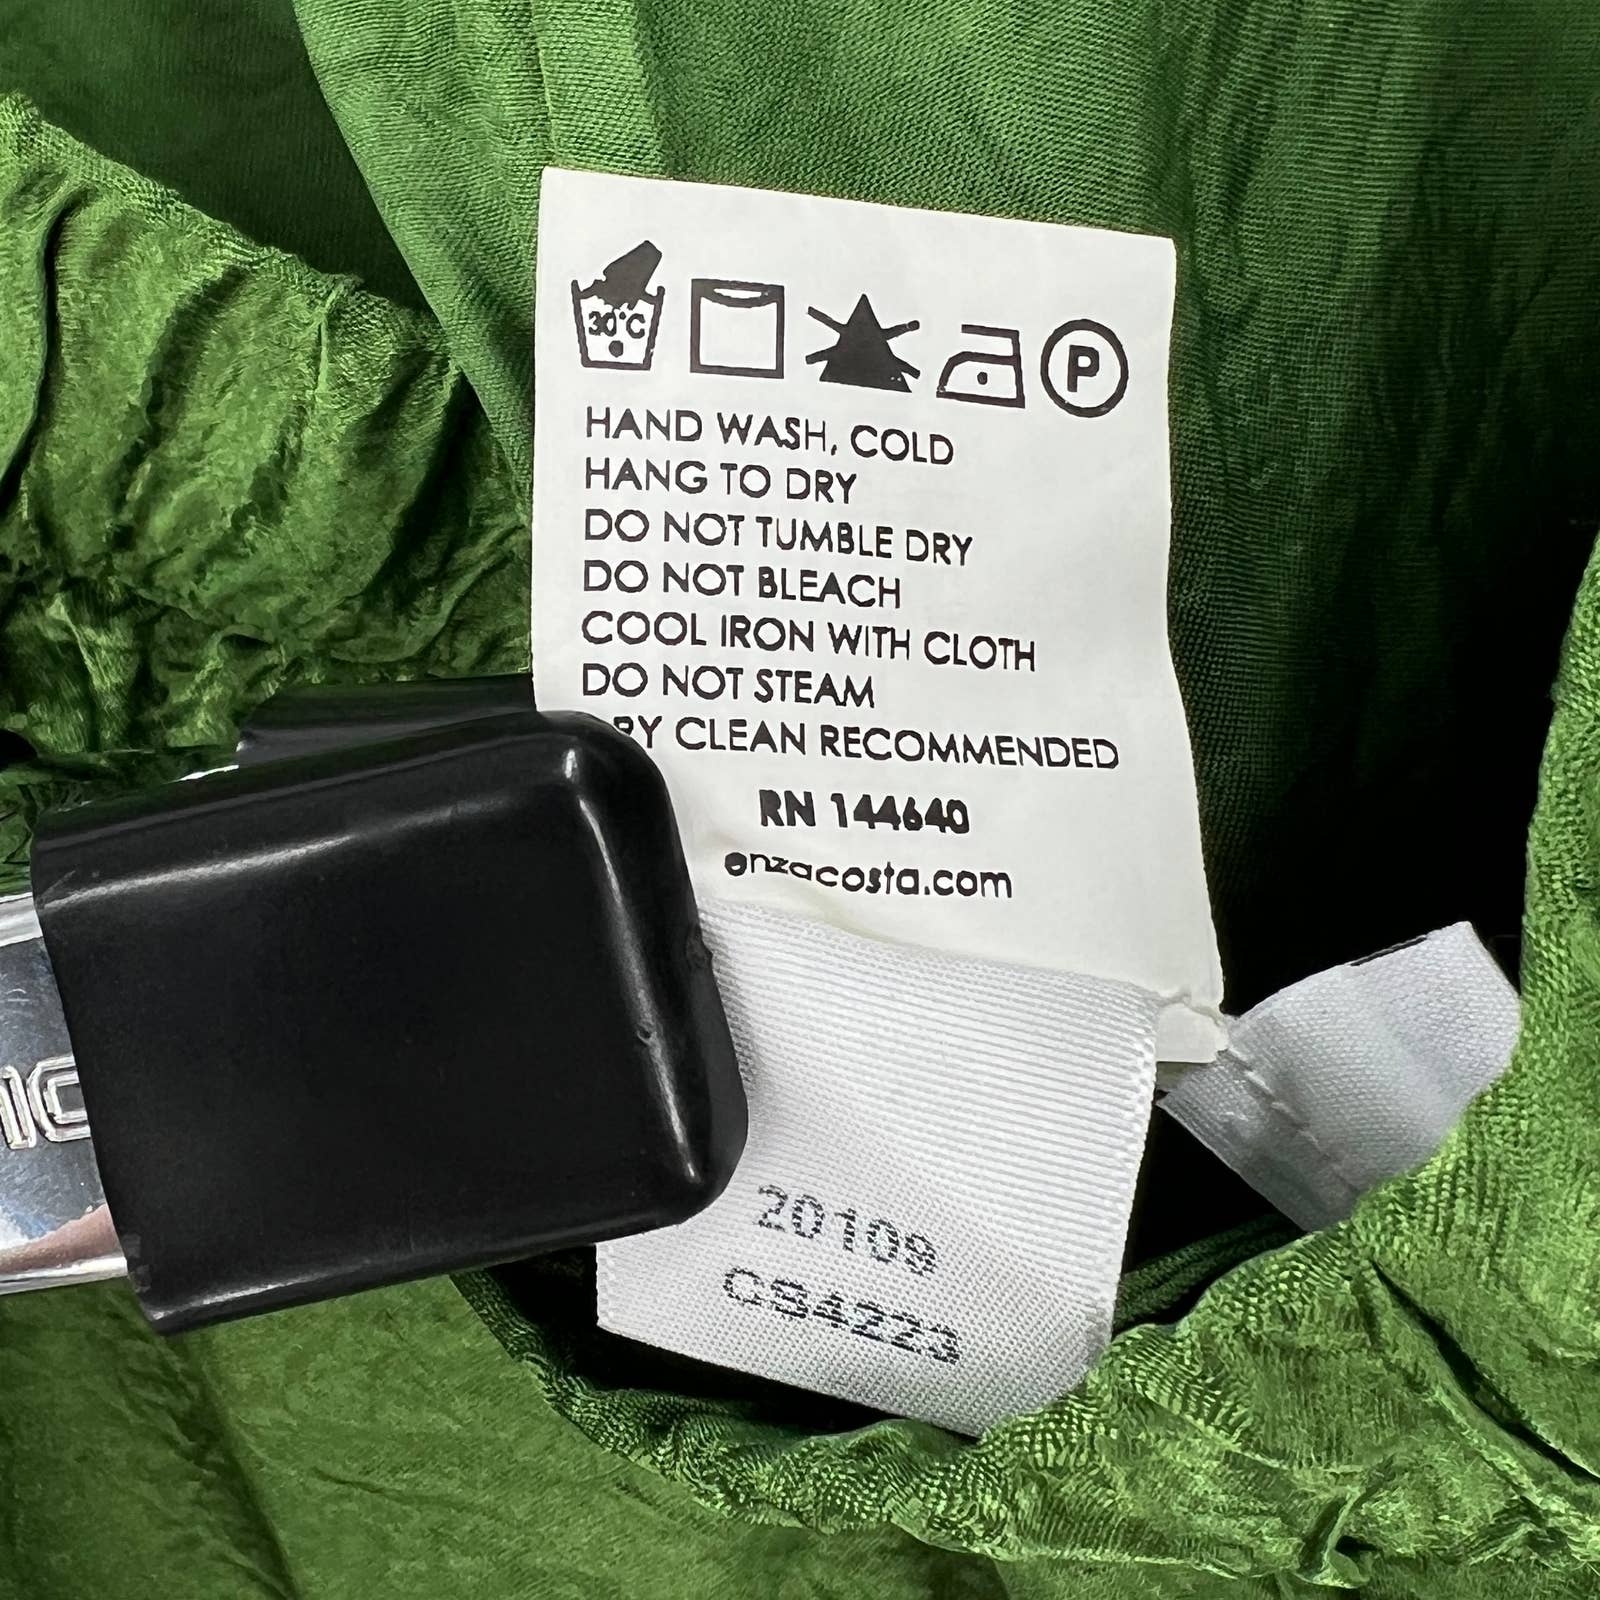 30°C
P
HAND WASH, COLD
HANG TO DRY
DO NOT TUMBLE DRY
DO NOT BLEACH
COOL IRON WITH CLOTH
DO NOT STEAM
RY CLEAN RECOMMENDED
RN 144640
enzacosta.com
20109
CS4223